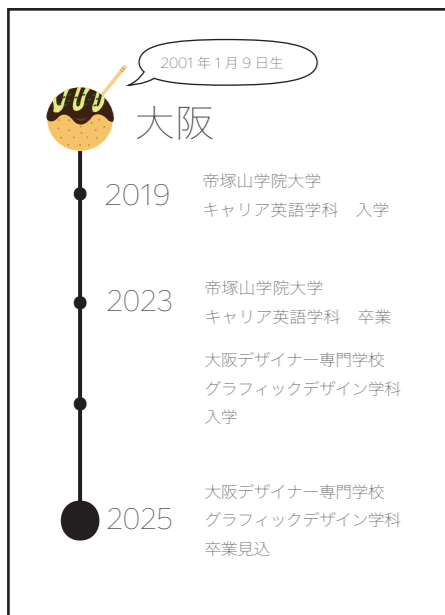 2001年1月9日生
大阪
2019
帝塚山学院大学
キャリア英語学科　入学
2023
帝塚山学院大学
キャリア英語学科　卒業
大阪デザイナー専門学校
グラフィックデザイン学科
入学
2025
大阪デザイナー専門学校
グラフィックデザイン学科
卒業見込